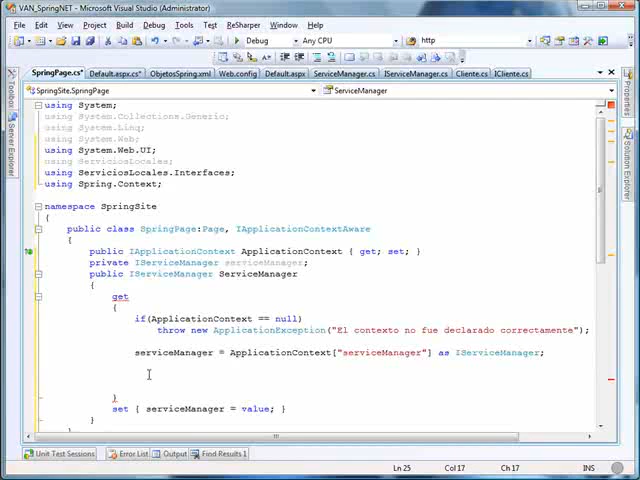 VAN_SpringNET - Microsoft Visual Studio (Administrator)
File Edit View Project Build Debug Tools Test ReSharper Window Help
Debug Any CPU http
SpringPage.cs* Default.aspx.cs* ObjetosSpring.xml Web.config Default.aspx ServiceManager.cs IServiceManager.cs Cliente.cs ICliente.cs
SpringSite.SpringPage ServiceManager
Toolbox
Server Explorer
Properties
Solution Explorer
using System;
using System.Collections.Generic;
using System.Linq;
using System.Web;
using System.Web.UI;
using ServiciosLocales;
using ServiciosLocales.Interfaces;
using Spring.Context;
namespace SpringSite
{
public class SpringPage:Page, IApplicationContextAware
{
public IApplicationContext ApplicationContext { get; set; }
private IServiceManager serviceManager;
public IServiceManager ServiceManager
{
get
{
if(ApplicationContext == null)
throw new ApplicationException("El contexto no fue declarado correctamente");
serviceManager = ApplicationContext["serviceManager"] as IServiceManager;
}
set { serviceManager = value; }
}
}
Unit Test Sessions Error List Output Find Results 1
Ln 25 Col 17 Ch 17 INS